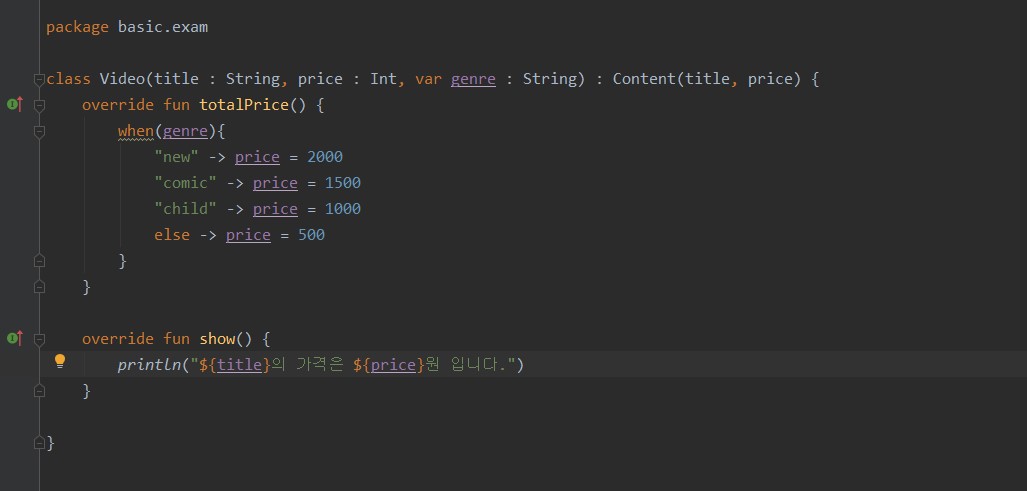 package basic.exam
class Video(title : String, price : Int, var genre : String) : Content(title, price) {
override fun totalPrice() {
when(genre){
"new" -> price = 2000
"comic" -> price = 1500
"child" -> price = 1000
else -> price = 500
}
}
override fun show() {
println("${title}의 가격은 ${price}원 입니다.")
}
}